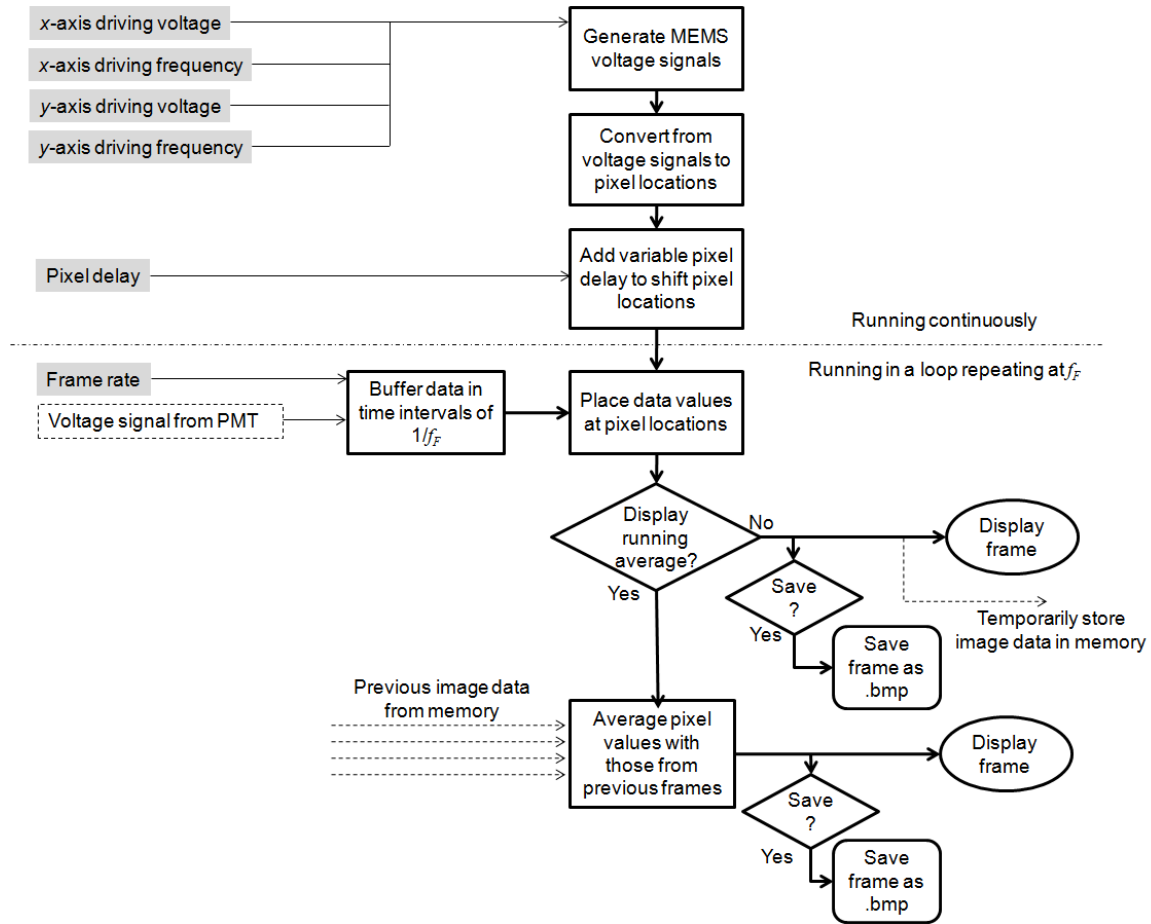 x-axis driving voltage
x-axis driving frequency
y-axis driving voltage
y-axis driving frequency
Generate MEMS
voltage signals
Convert from
voltage signals to
pixel locations
Pixel delay
Add variable pixel
delay to shift pixel
locations
Running continuously
Running in a loop repeating at fF
Frame rate
Voltage signal from PMT
Buffer data in
time intervals of
1/fF
Place data values
at pixel locations
Display
running
average?
No
Display
frame
Yes
Save
?
Temporarily store
image data in memory
Yes
Save
frame as
.bmp
Previous image data
from memory
Average pixel
values with
those from
previous frames
Display
frame
Save
?
Yes
Save
frame as
.bmp